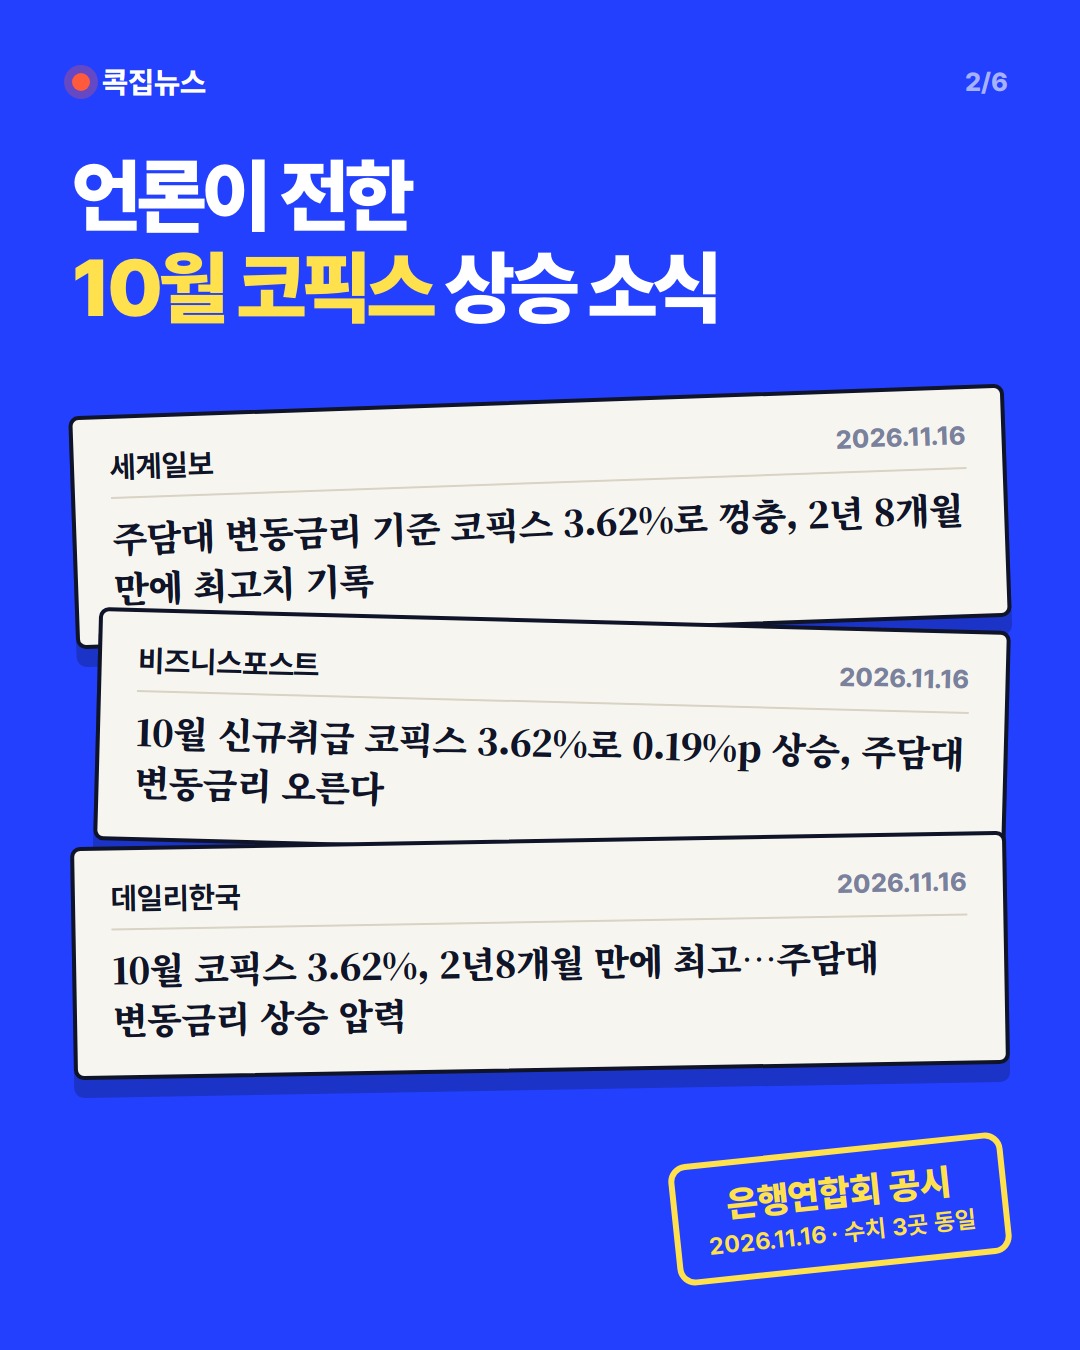 콕집뉴스
2/6
언론이 전한
10월 코픽스 상승 소식
세계일보
2026.11.16
주담대 변동금리 기준 코픽스 3.62%로 껑충, 2년 8개월
만에 최고치 기록
비즈니스포스트
2026.11.16
10월 신규취급 코픽스 3.62%로 0.19%p 상승, 주담대
변동금리 오른다
데일리한국
2026.11.16
10월 코픽스 3.62%, 2년8개월 만에 최고…주담대
변동금리 상승 압력
은행연합회 공시
2026.11.16 · 수치 3곳 동일